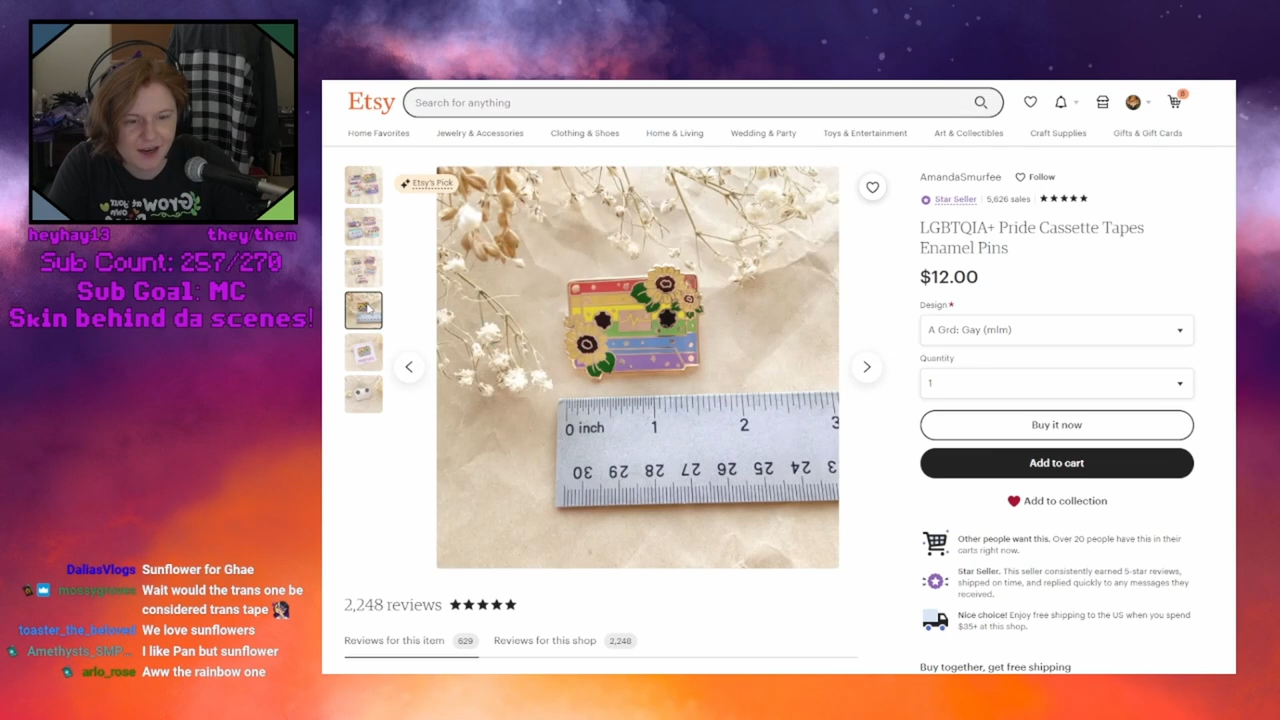 heyhay13
they/them
Sub Count: 257/270
Sub Goal: MC
Skin behind da scenes!
DaliasVlogs Sunflower for Ghae
Wait would the trans one be
considered trans tape
toaster_the_beloved We love sunflowers
Amethysts_SMP... I like Pan but sunflower
arlo_rose Aww the rainbow one
Etsy
Search for anything
8
Home Favorites
Jewelry & Accessories
Clothing & Shoes
Home & Living
Wedding & Party
Toys & Entertainment
Art & Collectibles
Craft Supplies
Gifts & Gift Cards
Etsy's Pick
0 inch 1 2 3
30 29 28 27 26 25 24
2,248 reviews
Reviews for this item 629
Reviews for this shop 2,248
AmandaSmurfee
Follow
Star Seller | 5,626 sales
LGBTQIA+ Pride Cassette Tapes
Enamel Pins
$12.00
Design *
A Grd: Gay (mlm)
Quantity
1
Buy it now
Add to cart
Add to collection
Other people want this. Over 20 people have this in their
carts right now.
Star Seller. This seller consistently earned 5-star reviews,
shipped on time, and replied quickly to any messages they
received.
Nice choice! Enjoy free shipping to the US when you spend
$35+ at this shop.
Buy together, get free shipping